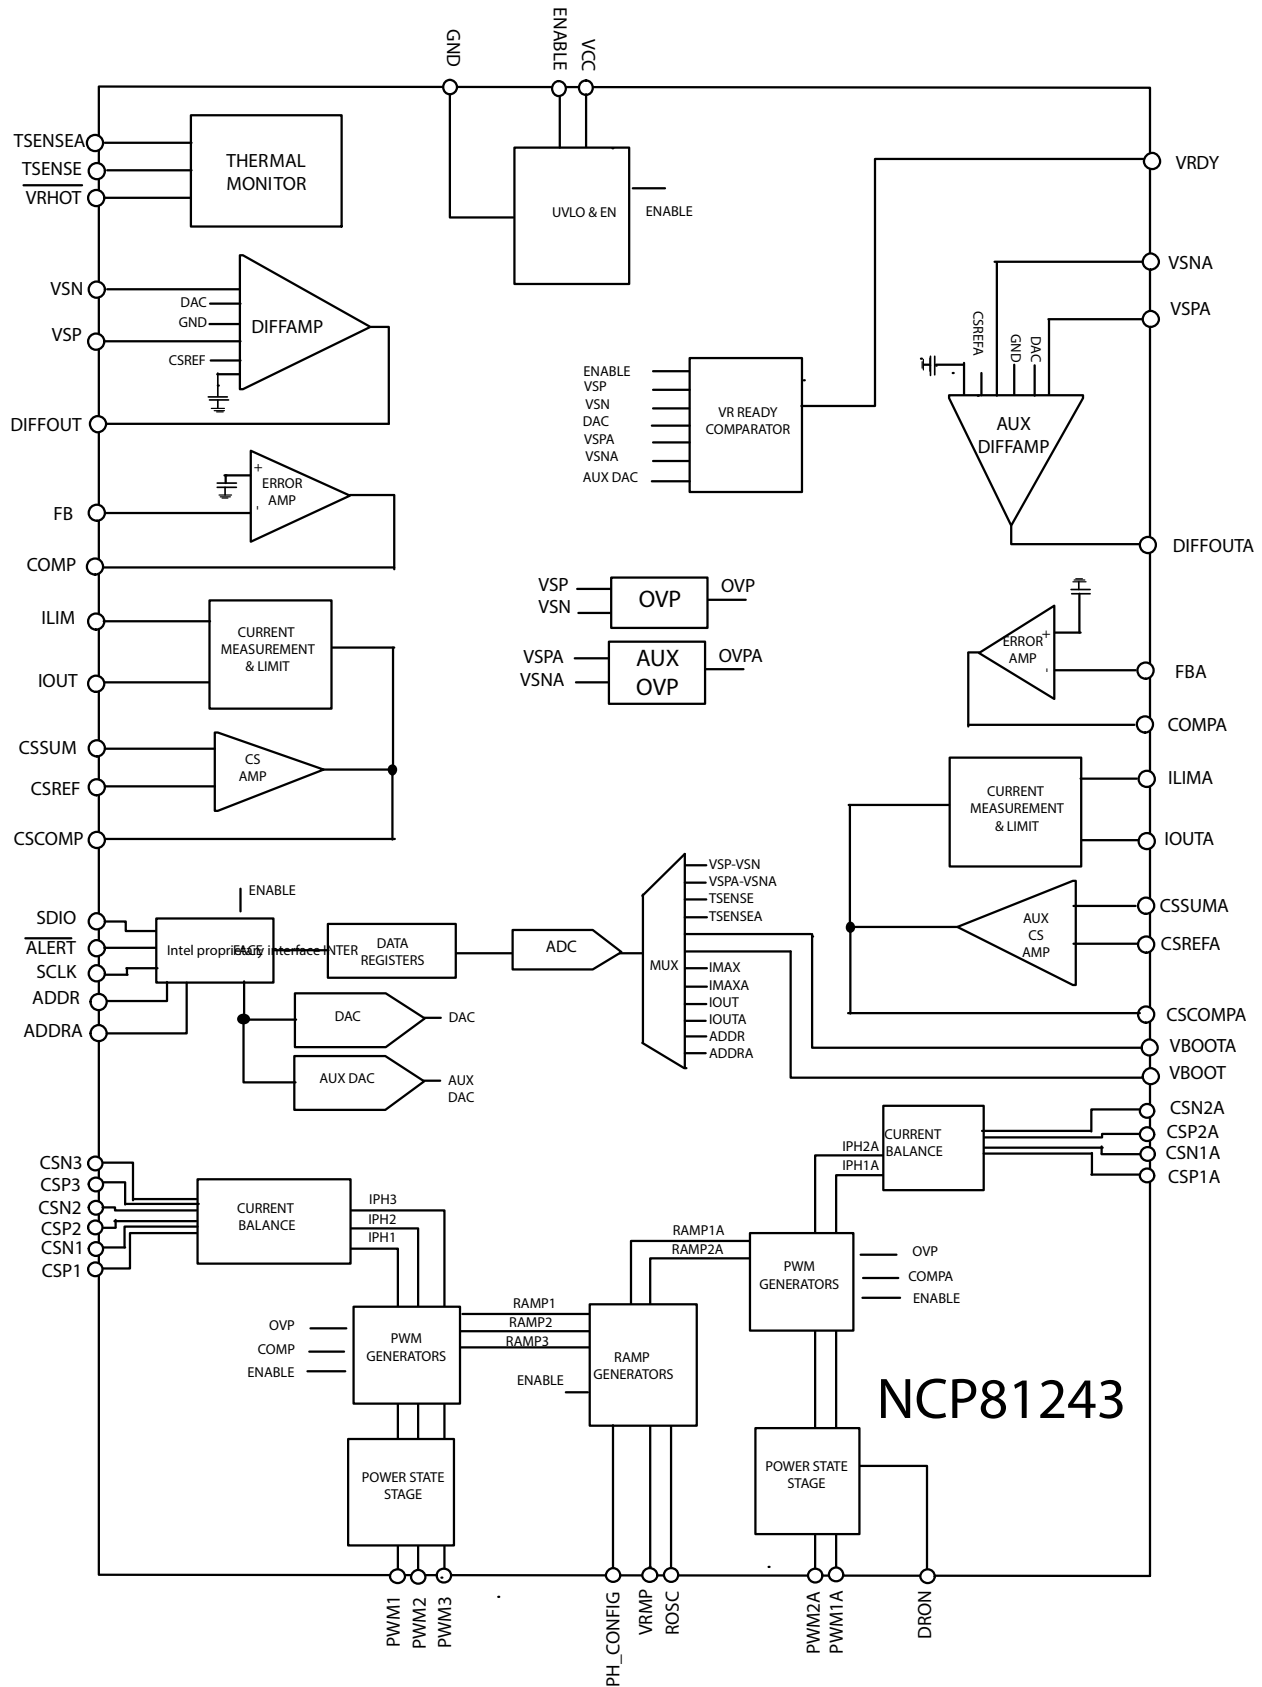 GND
ENABLE
VCC
TSENSEA
TSENSE
VRHOT
THERMAL
MONITOR
UVLO & EN
ENABLE
VRDY
VSN
DAC
GND
VSP
CSREF
DIFFAMP
DIFFOUT
VSNA
VSPA
CSREFA
GND
DAC
AUX
DIFFAMP
DIFFOUTA
ENABLE
VSP
VSN
DAC
VSPA
VSNA
AUX DAC
VR READY
COMPARATOR
+
ERROR
AMP
-
FB
COMP
VSP
VSN
OVP
OVP
VSPA
VSNA
AUX
OVP
OVPA
ERROR
AMP
+
-
FBA
COMPA
ILIM
IOUT
CURRENT
MEASUREMENT
& LIMIT
CSSUM
CSREF
CS
AMP
CSCOMP
CURRENT
MEASUREMENT
& LIMIT
ILIMA
IOUTA
AUX
CS
AMP
CSSUMA
CSREFA
CSCOMPA
VBOOTA
VBOOT
ENABLE
SDIO
ALERT
SCLK
ADDR
ADDRA
Intel proprietary interface INTERFACE
DATA
REGISTERS
ADC
MUX
VSP-VSN
VSPA-VSNA
TSENSE
TSENSEA
IMAX
IMAXA
IOUT
IOUTA
ADDR
ADDRA
DAC
DAC
AUX DAC
AUX
DAC
CSN2A
CSP2A
CSN1A
CSP1A
CURRENT
BALANCE
IPH2A
IPH1A
CSN3
CSP3
CSN2
CSP2
CSN1
CSP1
CURRENT
BALANCE
IPH3
IPH2
IPH1
RAMP1A
RAMP2A
PWM
GENERATORS
OVP
COMPA
ENABLE
OVP
COMP
ENABLE
PWM
GENERATORS
RAMP1
RAMP2
RAMP3
ENABLE
RAMP
GENERATORS
NCP81243
POWER STATE
STAGE
POWER STATE
STAGE
PWM1
PWM2
PWM3
PH_CONFIG
VRMP
ROSC
PWM2A
PWM1A
DRON